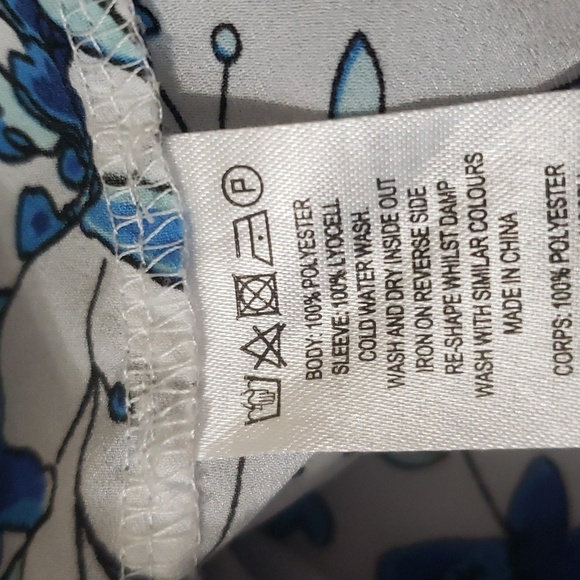 P
BODY: 100% POLYESTER
SLEEVE: 100% LYOCELL
COLD WATER WASH
WASH AND DRY INSIDE OUT
IRON ON REVERSE SIDE
RE-SHAPE WHILST DAMP
WASH WITH SIMILAR COLOURS
MADE IN CHINA
CORPS: 100% POLYESTER